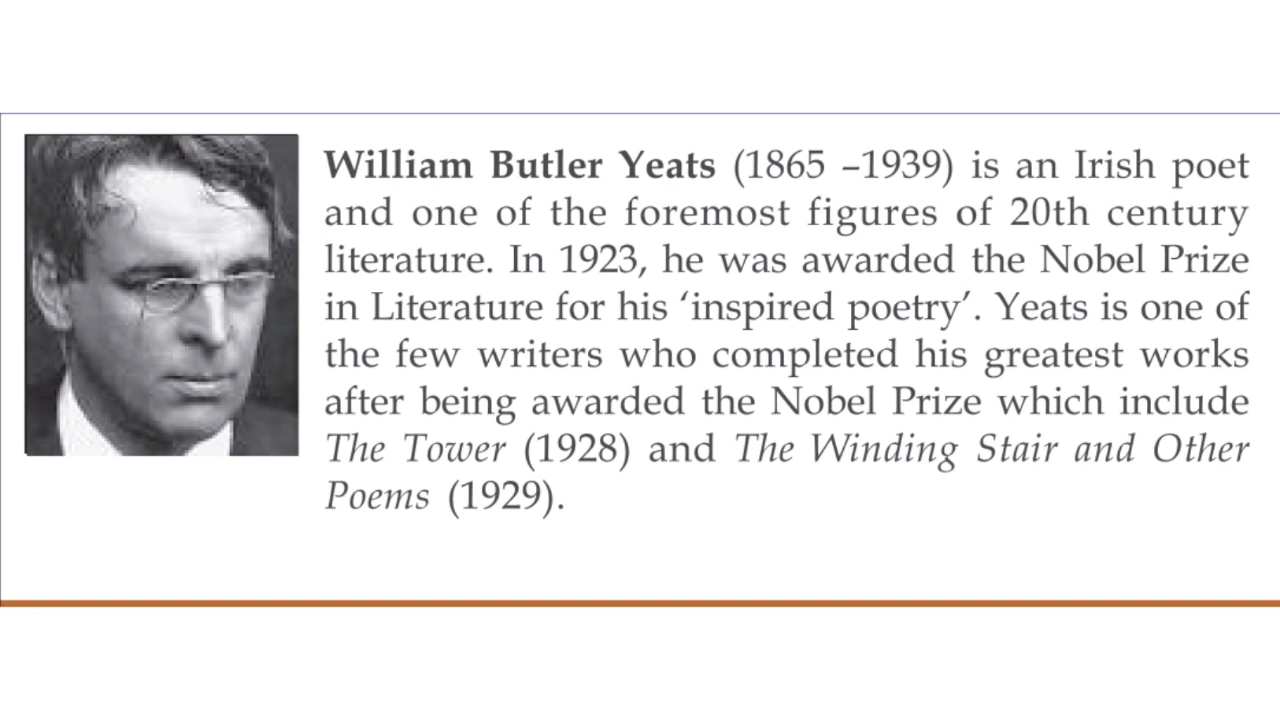 William Butler Yeats (1865 –1939) is an Irish poet
and one of the foremost figures of 20th century
literature. In 1923, he was awarded the Nobel Prize
in Literature for his ‘inspired poetry’. Yeats is one of
the few writers who completed his greatest works
after being awarded the Nobel Prize which include
The Tower (1928) and The Winding Stair and Other
Poems (1929).